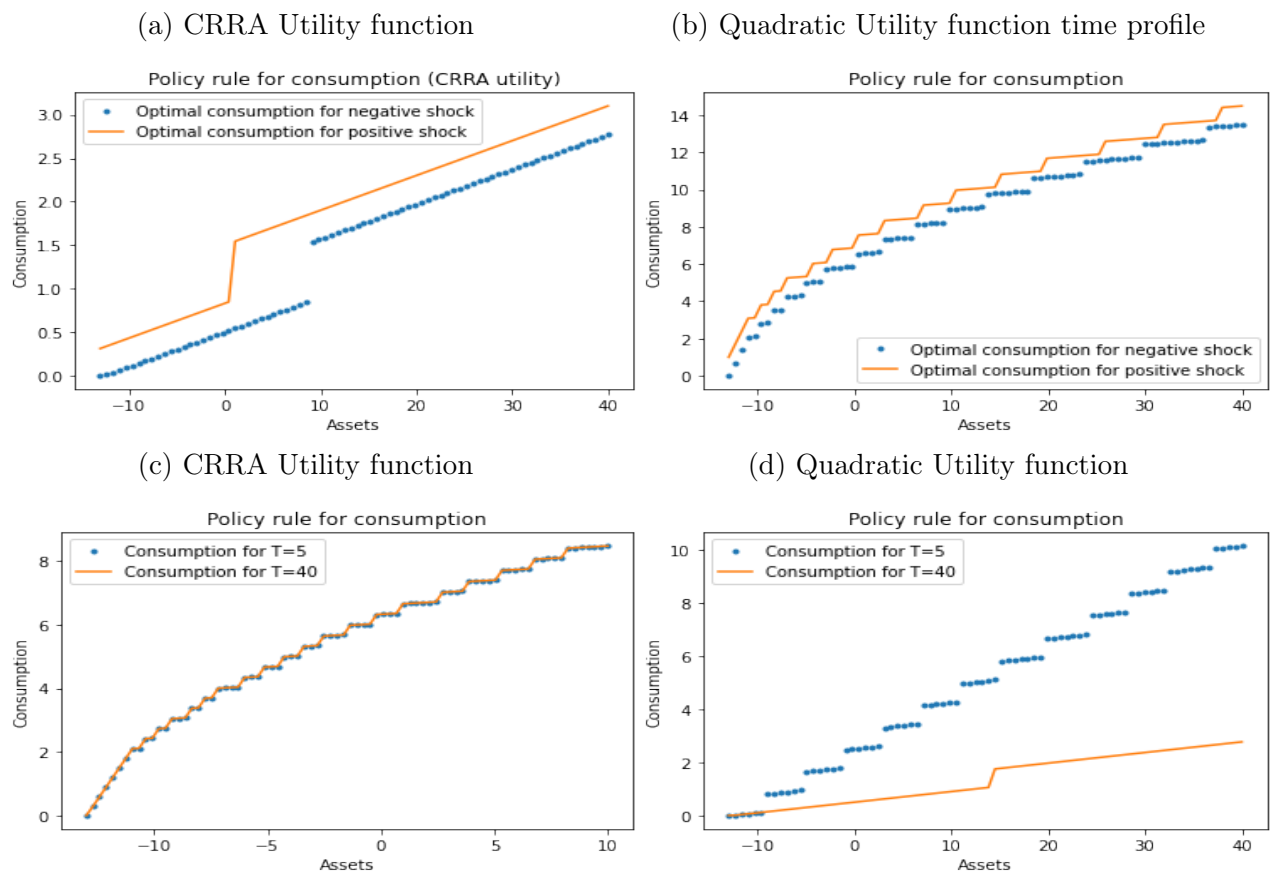 (a) CRRA Utility function
(b) Quadratic Utility function time profile
Policy rule for consumption (CRRA utility)
3.0
2.5
2.0
1.5
1.0
0.5
0.0
Consumption
Optimal consumption for negative shock
Optimal consumption for positive shock
−10
0
10
20
30
40
Assets
Policy rule for consumption
14
12
10
8
6
4
2
0
Consumption
Optimal consumption for negative shock
Optimal consumption for positive shock
−10
0
10
20
30
40
Assets
(c) CRRA Utility function
(d) Quadratic Utility function
Policy rule for consumption
8
6
4
2
0
Consumption
Consumption for T=5
Consumption for T=40
−10
−5
0
5
10
Assets
Policy rule for consumption
10
8
6
4
2
0
Consumption
Consumption for T=5
Consumption for T=40
−10
0
10
20
30
40
Assets